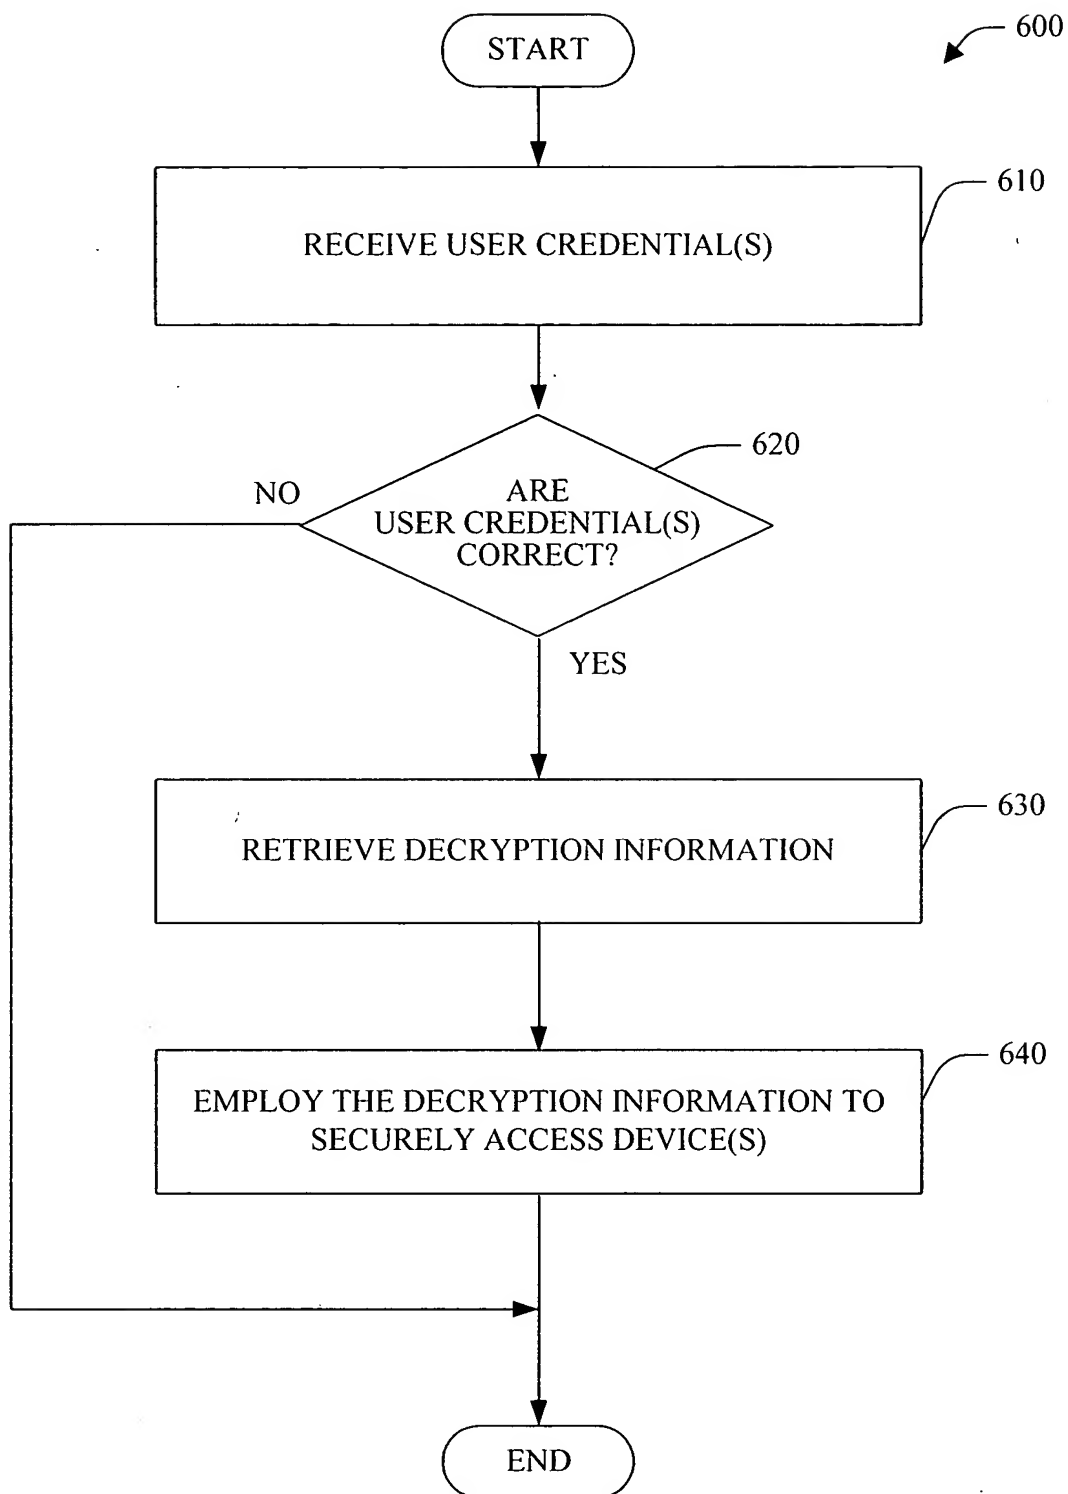 START
600
RECEIVE USER CREDENTIAL(S)
610
ARE
USER CREDENTIAL(S)
CORRECT?
620
NO
YES
RETRIEVE DECRYPTION INFORMATION
630
EMPLOY THE DECRYPTION INFORMATION TO
SECURELY ACCESS DEVICE(S)
640
END